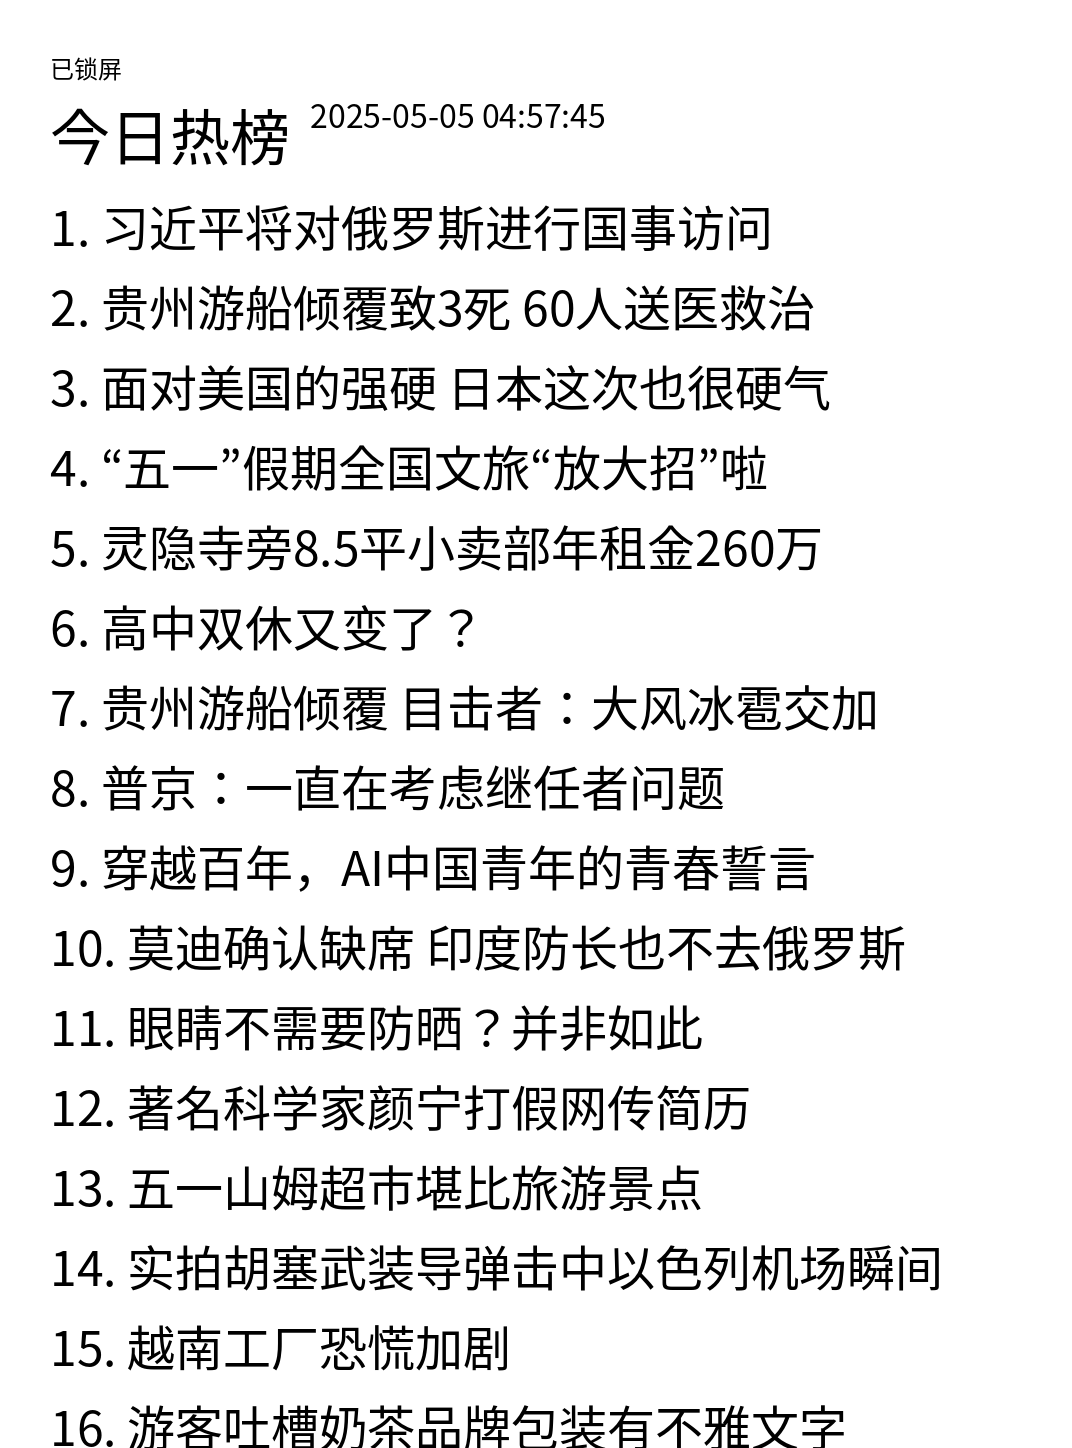 已锁屏
今日热榜 2025-05-05 04:57:45
1. 习近平将对俄罗斯进行国事访问
2. 贵州游船倾覆致3死 60人送医救治
3. 面对美国的强硬 日本这次也很硬气
4. “五一”假期全国文旅“放大招”啦
5. 灵隐寺旁8.5平小卖部年租金260万
6. 高中双休又变了？
7. 贵州游船倾覆 目击者：大风冰雹交加
8. 普京：一直在考虑继任者问题
9. 穿越百年，AI中国青年的青春誓言
10. 莫迪确认缺席 印度防长也不去俄罗斯
11. 眼睛不需要防晒？并非如此
12. 著名科学家颜宁打假网传简历
13. 五一山姆超市堪比旅游景点
14. 实拍胡塞武装导弹击中以色列机场瞬间
15. 越南工厂恐慌加剧
16. 游客吐槽奶茶品牌包装有不雅文字